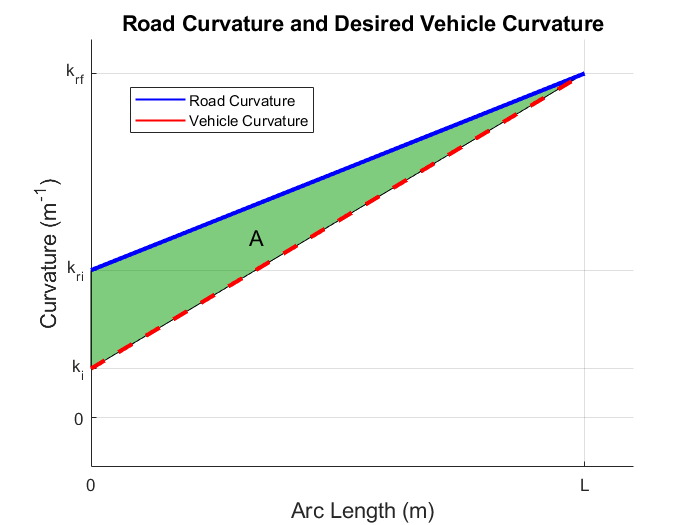 Road Curvature and Desired Vehicle Curvature
k_rf
Road Curvature
Vehicle Curvature
Curvature (m^-1)
A
k_ri
k_i
0
0
L
Arc Length (m)